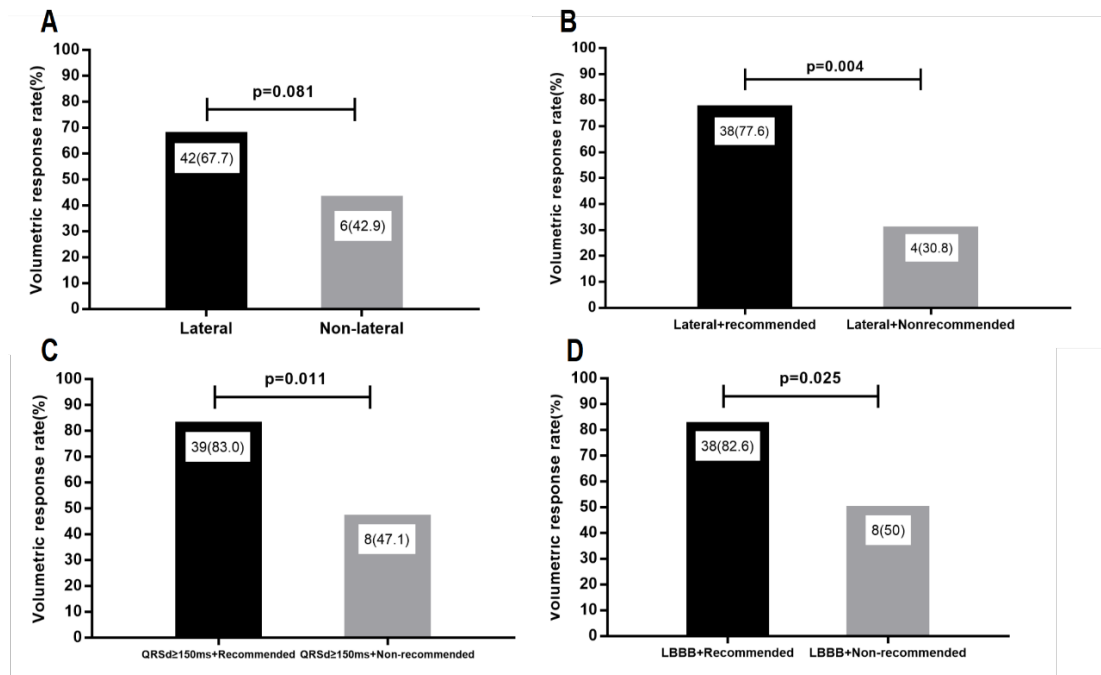 A
Volumetric response rate(%)
100
90
80
70
60
50
40
30
20
10
0
p=0.081
42(67.7)
6(42.9)
Lateral
Non-lateral
B
Volumetric response rate(%)
100
90
80
70
60
50
40
30
20
10
0
p=0.004
38(77.6)
4(30.8)
Lateral+recommended
Lateral+Nonrecommended
C
Volumetric response rate(%)
100
90
80
70
60
50
40
30
20
10
0
p=0.011
39(83.0)
8(47.1)
QRSd≥150ms+Recommended
QRSd≥150ms+Non-recommended
D
Volumetric response rate(%)
100
90
80
70
60
50
40
30
20
10
0
p=0.025
38(82.6)
8(50)
LBBB+Recommended
LBBB+Non-recommended